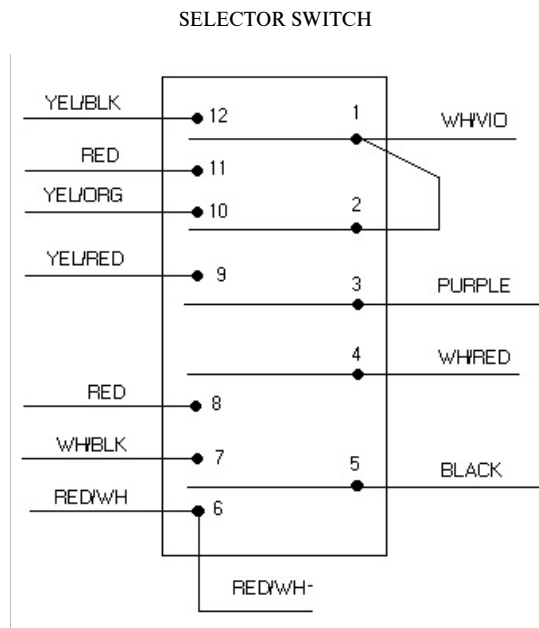 SELECTOR SWITCH
YEL/BLK
12
1
WH/VIO
RED
11
YEL/ORG
10
2
YEL/RED
9
3
PURPLE
4
WH/RED
RED
8
WH/BLK
7
5
BLACK
RED/WH
6
RED/WH-